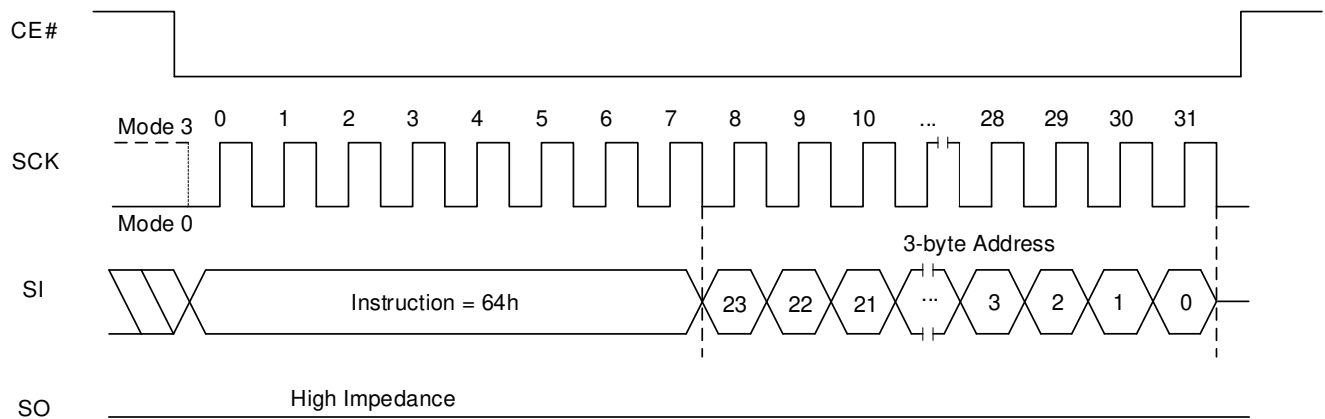 CE#
Mode 3
0 1 2 3 4 5 6 7 8 9 10 ... 28 29 30 31
SCK
Mode 0
3-byte Address
SI
Instruction = 64h
23 22 21 ... 3 2 1 0
High Impedance
SO